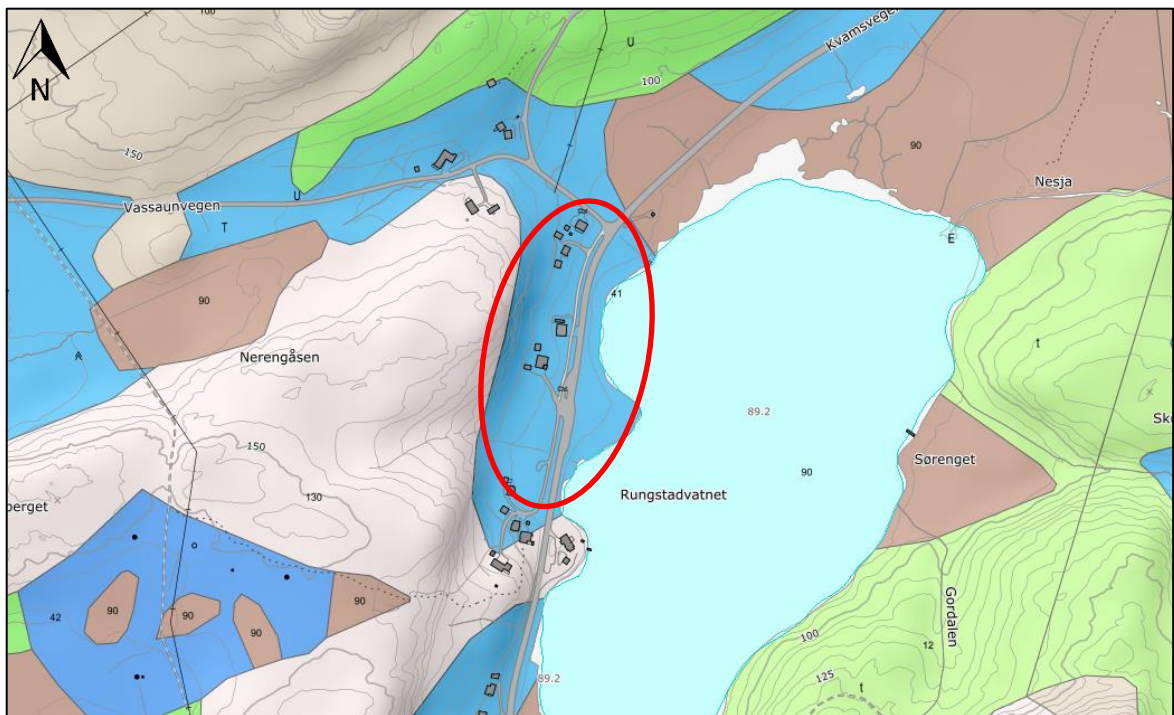 100
N
U
Kvamsvegen
100
150
90
Nesja
Vassaunvegen
U
T
E
90
41
t
A
Nerengåsen
89.2
Sk
150
Sørenget
90
130
Rungstadvatnet
berget
90
42
90
90
90
Gordalen
100
12
125
89.2
t